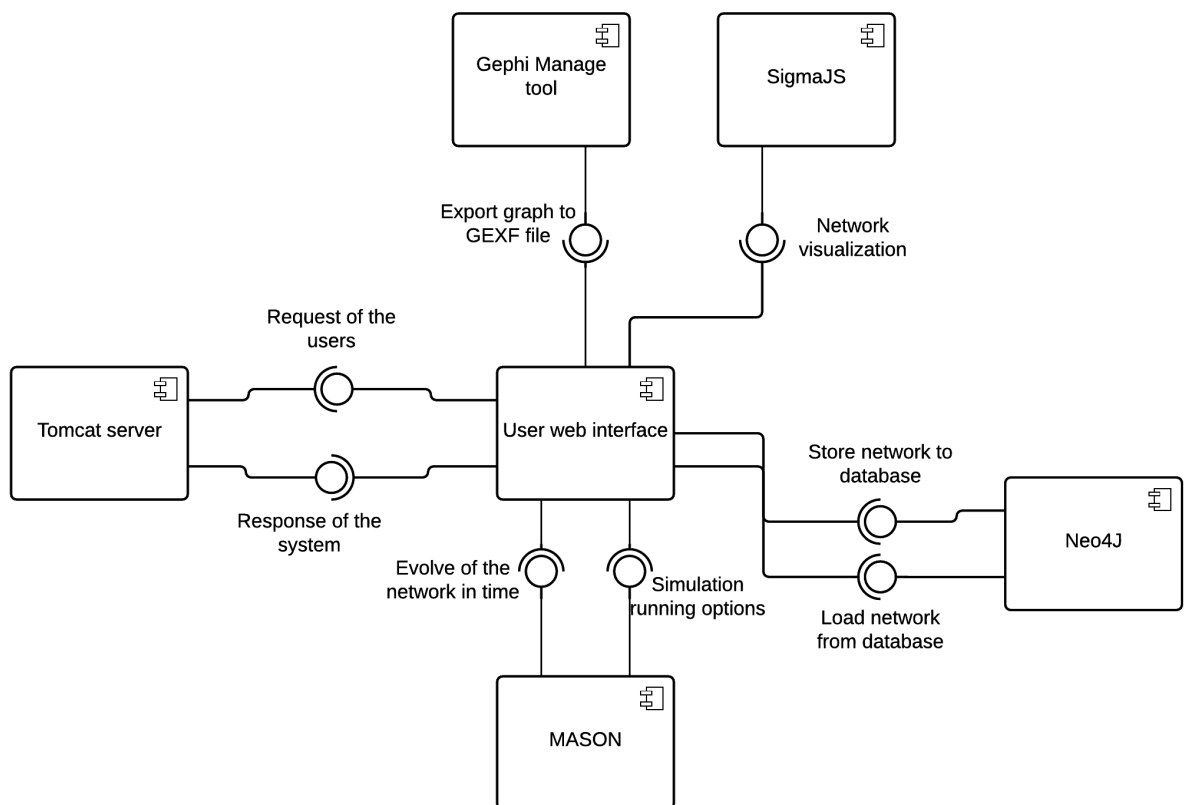 Gephi Manage
tool
SigmaJS
Export graph to
GEXF file
Network
visualization
Request of the
users
Tomcat server
User web interface
Response of the
system
Store network to
database
Neo4J
Load network
from database
Evolve of the
network in time
Simulation
running options
MASON